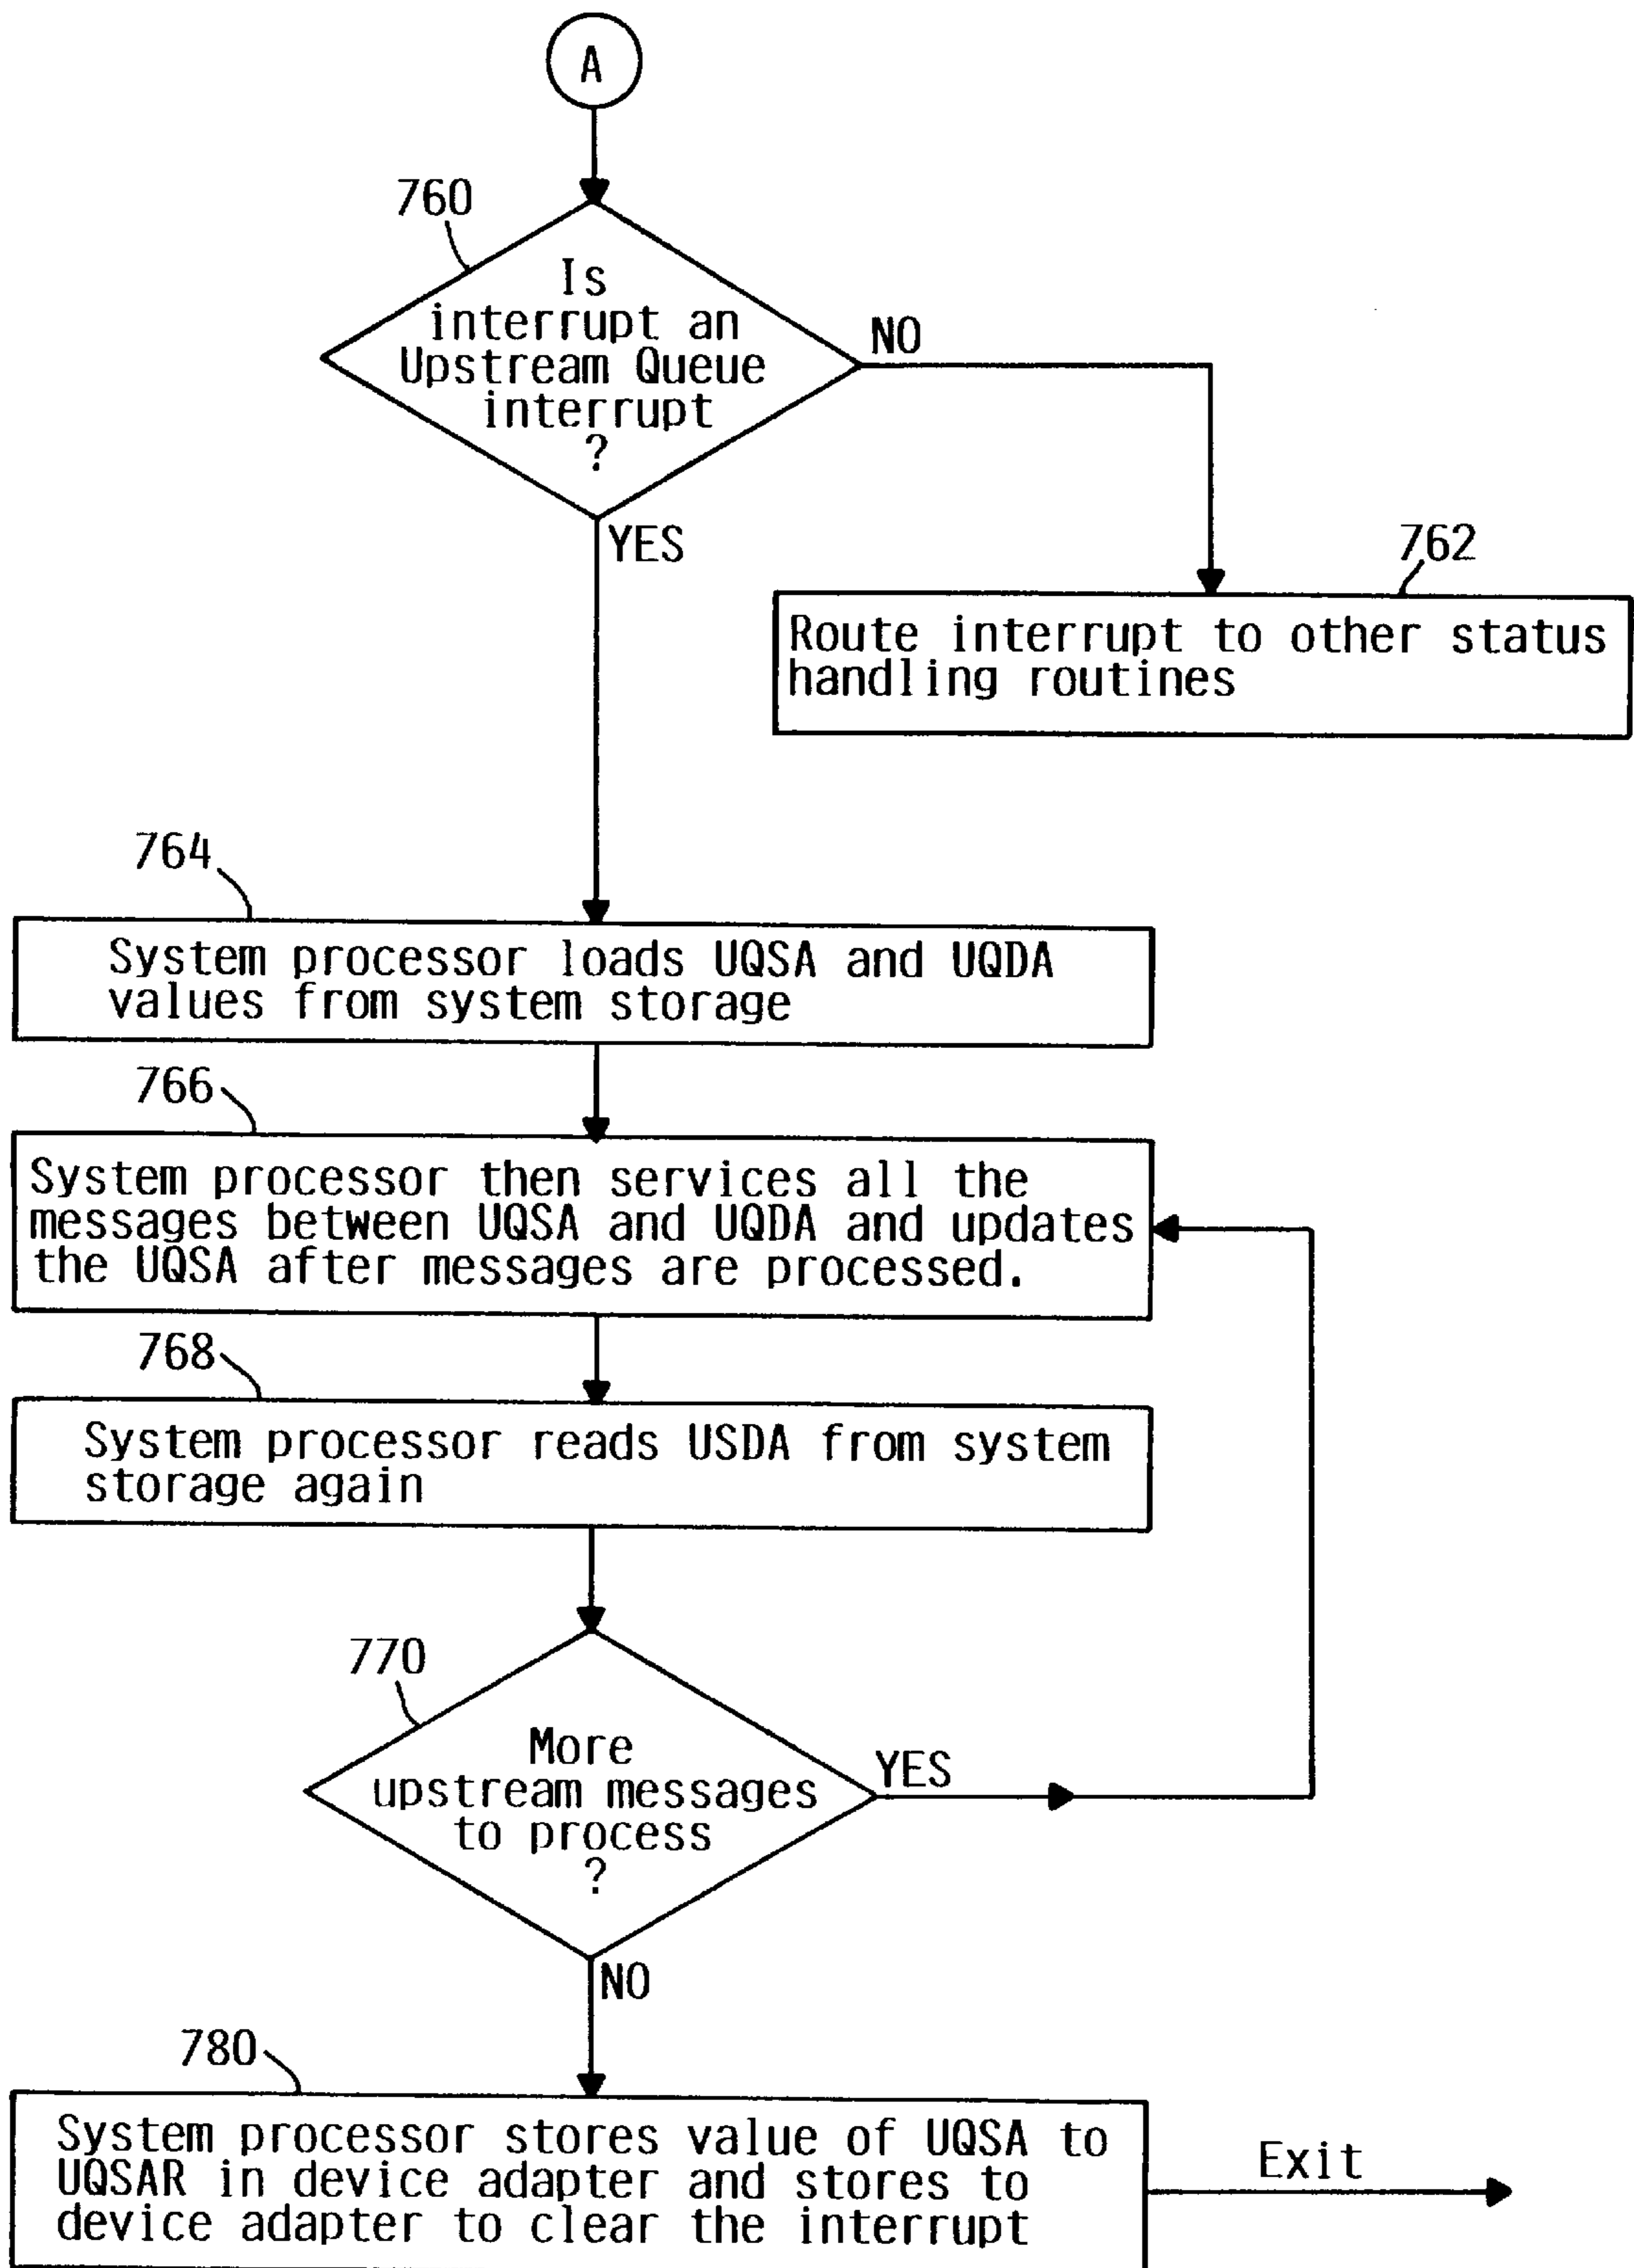 A
760
Is
interrupt an
Upstream Queue
interrupt
?
NO
YES
762
Route interrupt to other status
handling routines
764
System processor loads UQSA and UQDA
values from system storage
766
System processor then services all the
messages between UQSA and UQDA and updates
the UQSA after messages are processed.
768
System processor reads USDA from system
storage again
770
More
upstream messages
to process
?
YES
NO
780
System processor stores value of UQSA to
UQSAR in device adapter and stores to
device adapter to clear the interrupt
Exit